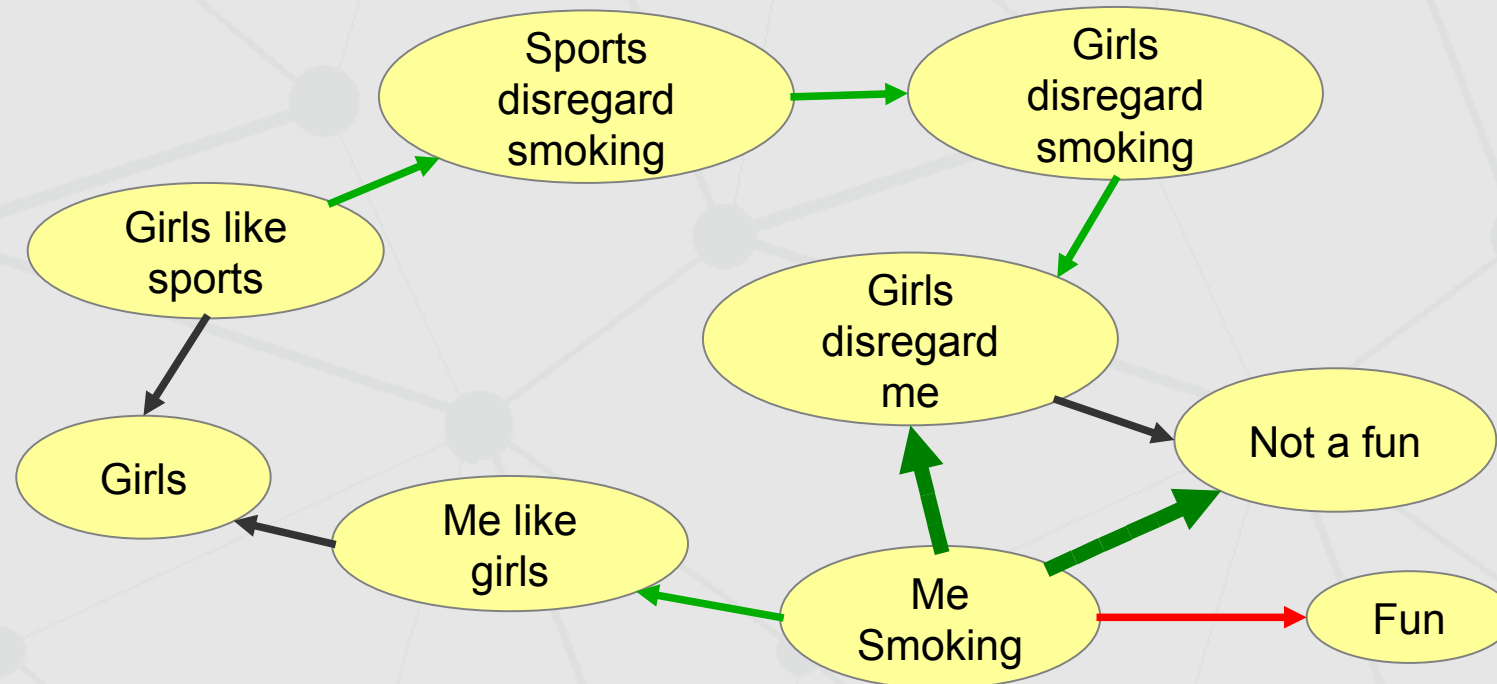 Sports
disregard
smoking
Girls
disregard
smoking
Girls like
sports
Girls
disregard
me
Not a fun
Girls
Me like
girls
Me
Smoking
Fun